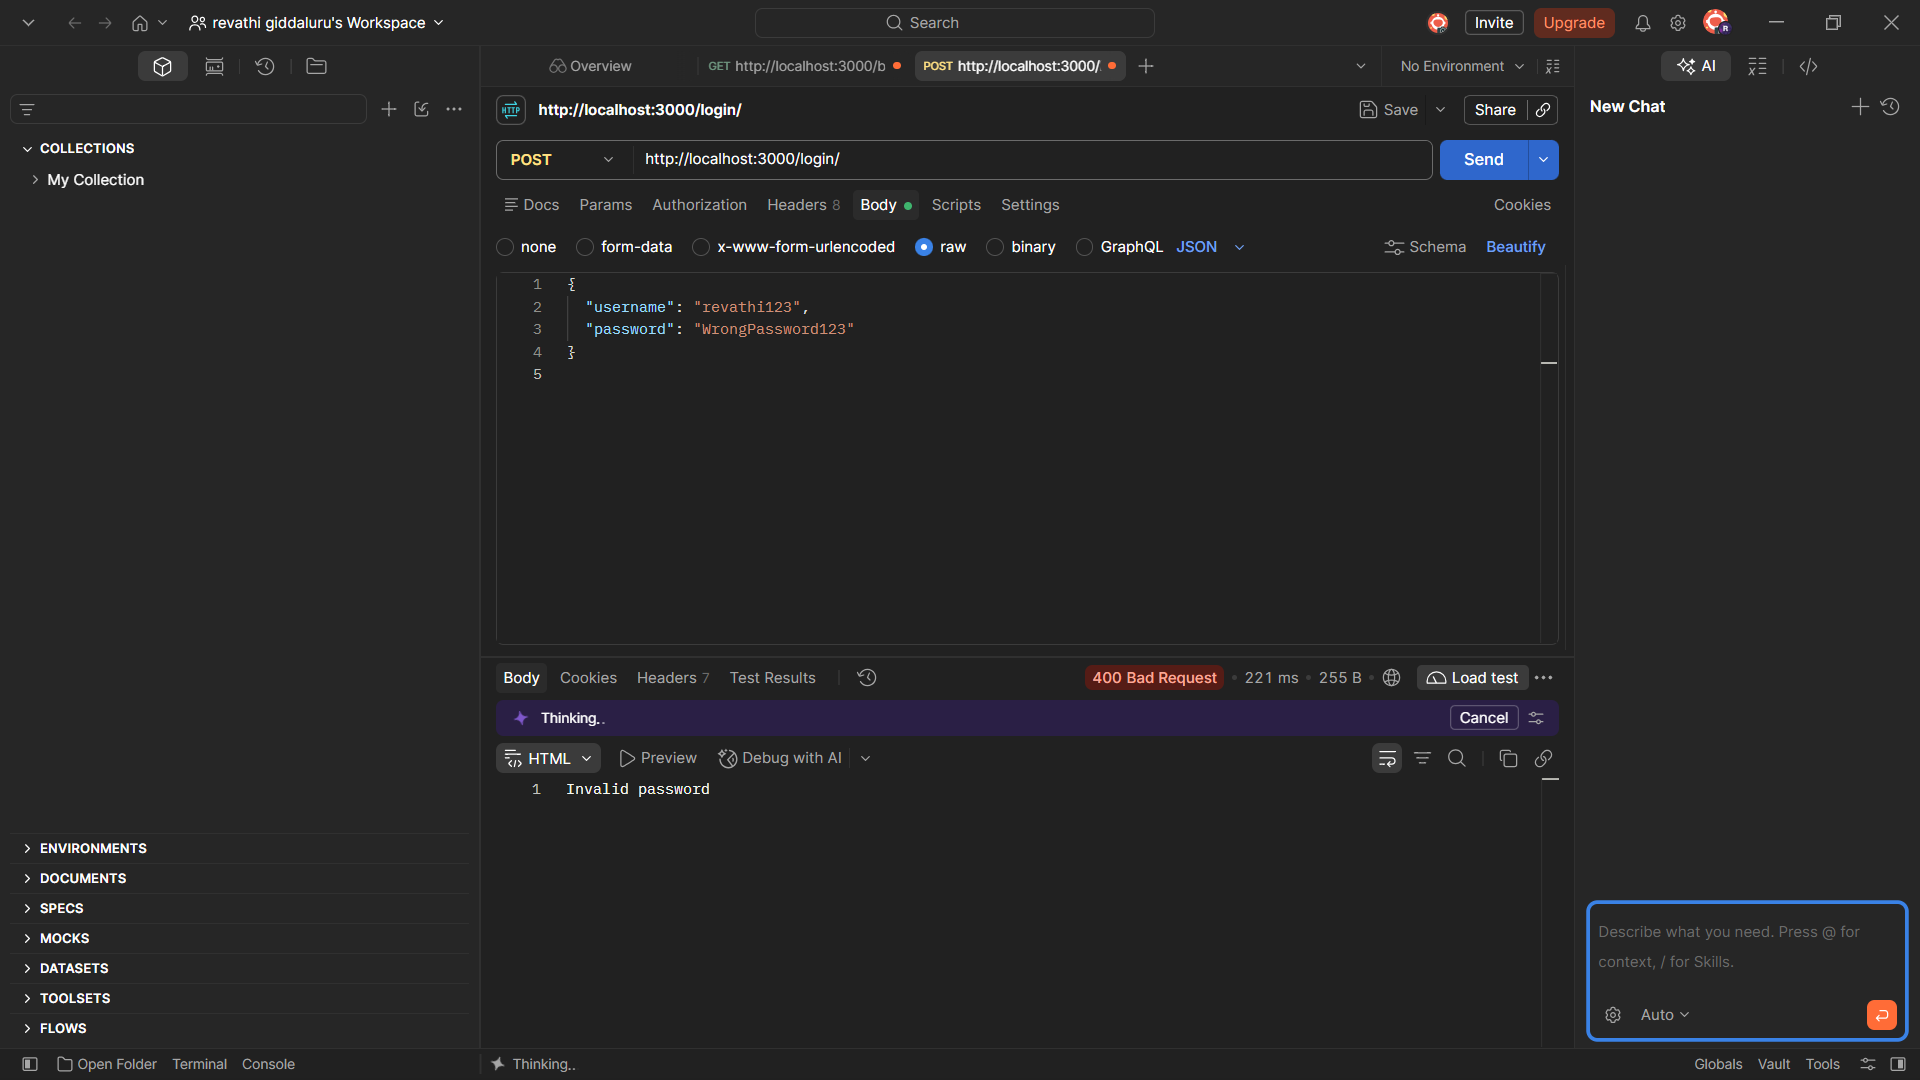 revathi giddaluru's Workspace
Search
Invite
Upgrade
R
Overview
GET http://localhost:3000/b
POST http://localhost:3000/
No Environment
AI
HTTP
http://localhost:3000/login/
Save
Share
New Chat
COLLECTIONS
My Collection
POST
http://localhost:3000/login/
Send
Docs
Params
Authorization
Headers 8
Body
Scripts
Settings
Cookies
none
form-data
x-www-form-urlencoded
raw
binary
GraphQL
JSON
Schema
Beautify
1 {
2 "username": "revathi123",
3 "password": "WrongPassword123"
4 }
5
Body
Cookies
Headers 7
Test Results
400 Bad Request
221 ms
255 B
Load test
Thinking..
Cancel
HTML
Preview
Debug with AI
1 Invalid password
ENVIRONMENTS
DOCUMENTS
SPECS
MOCKS
DATASETS
TOOLSETS
FLOWS
Describe what you need. Press @ for
context, / for Skills.
Auto
Open Folder
Terminal
Console
Thinking..
Globals
Vault
Tools